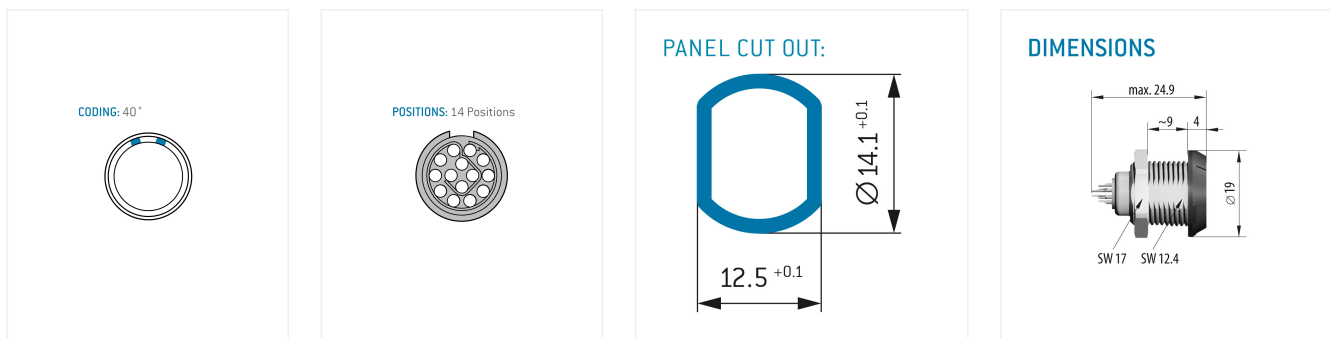 CODING: 40°
POSITIONS: 14 Positions
PANEL CUT OUT:
Ø 14.1 +0.1
12.5 +0.1
DIMENSIONS
max. 24.9
~9
4
Ø19
SW 17
SW 12.4